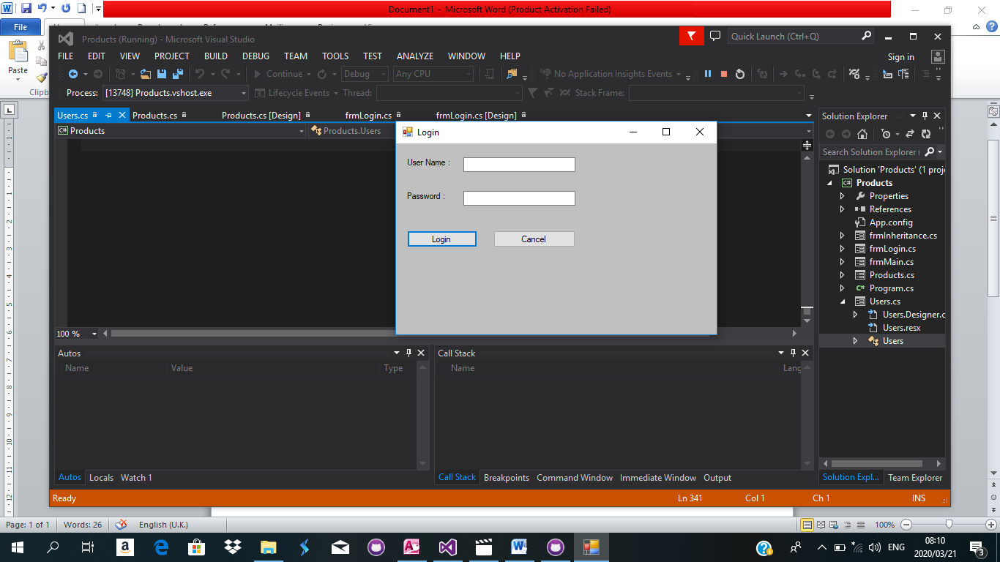 Document1 - Microsoft Word (Product Activation Failed)
File
Paste
Clipb
Products (Running) - Microsoft Visual Studio
Quick Launch (Ctrl+Q)
FILE EDIT VIEW PROJECT BUILD DEBUG TEAM TOOLS TEST ANALYZE WINDOW HELP
Sign in
Continue Debug Any CPU No Application Insights Events
Process: [13748] Products.vshost.exe Lifecycle Events Thread: Stack Frame:
Users.cs Products.cs Products.cs [Design] frmLogin.cs frmLogin.cs [Design]
Products Products.Users
Login
User Name :
Password :
Login Cancel
100 %
Solution Explorer
Search Solution Explorer (
Solution 'Products' (1 proj
Products
Properties
References
App.config
frmInheritance.cs
frmLogin.cs
frmMain.cs
Products.cs
Program.cs
Users.cs
Users.Designer.c
Users.resx
Users
Solution Expl... Team Explorer
Autos
Name Value Type
Autos Locals Watch 1
Call Stack
Name Lang
Call Stack Breakpoints Command Window Immediate Window Output
Ready Ln 341 Col 1 Ch 1 INS
Page: 1 of 1 Words: 26 English (U.K.) 100%
ENG 08:10
2020/03/21 3